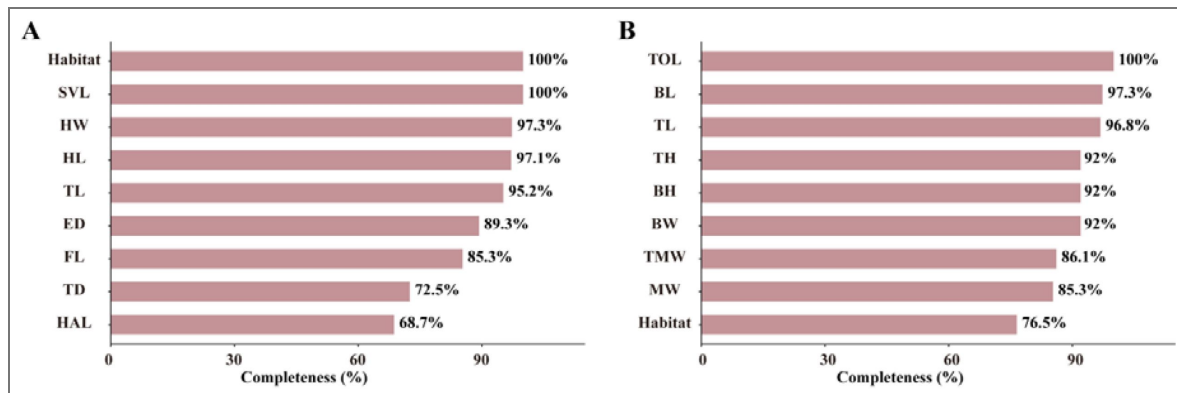 A
Habitat 100%
SVL 100%
HW 97.3%
HL 97.1%
TL 95.2%
ED 89.3%
FL 85.3%
TD 72.5%
HAL 68.7%
0 30 60 90
Completeness (%)
B
TOL 100%
BL 97.3%
TL 96.8%
TH 92%
BH 92%
BW 92%
TMW 86.1%
MW 85.3%
Habitat 76.5%
0 30 60 90
Completeness (%)